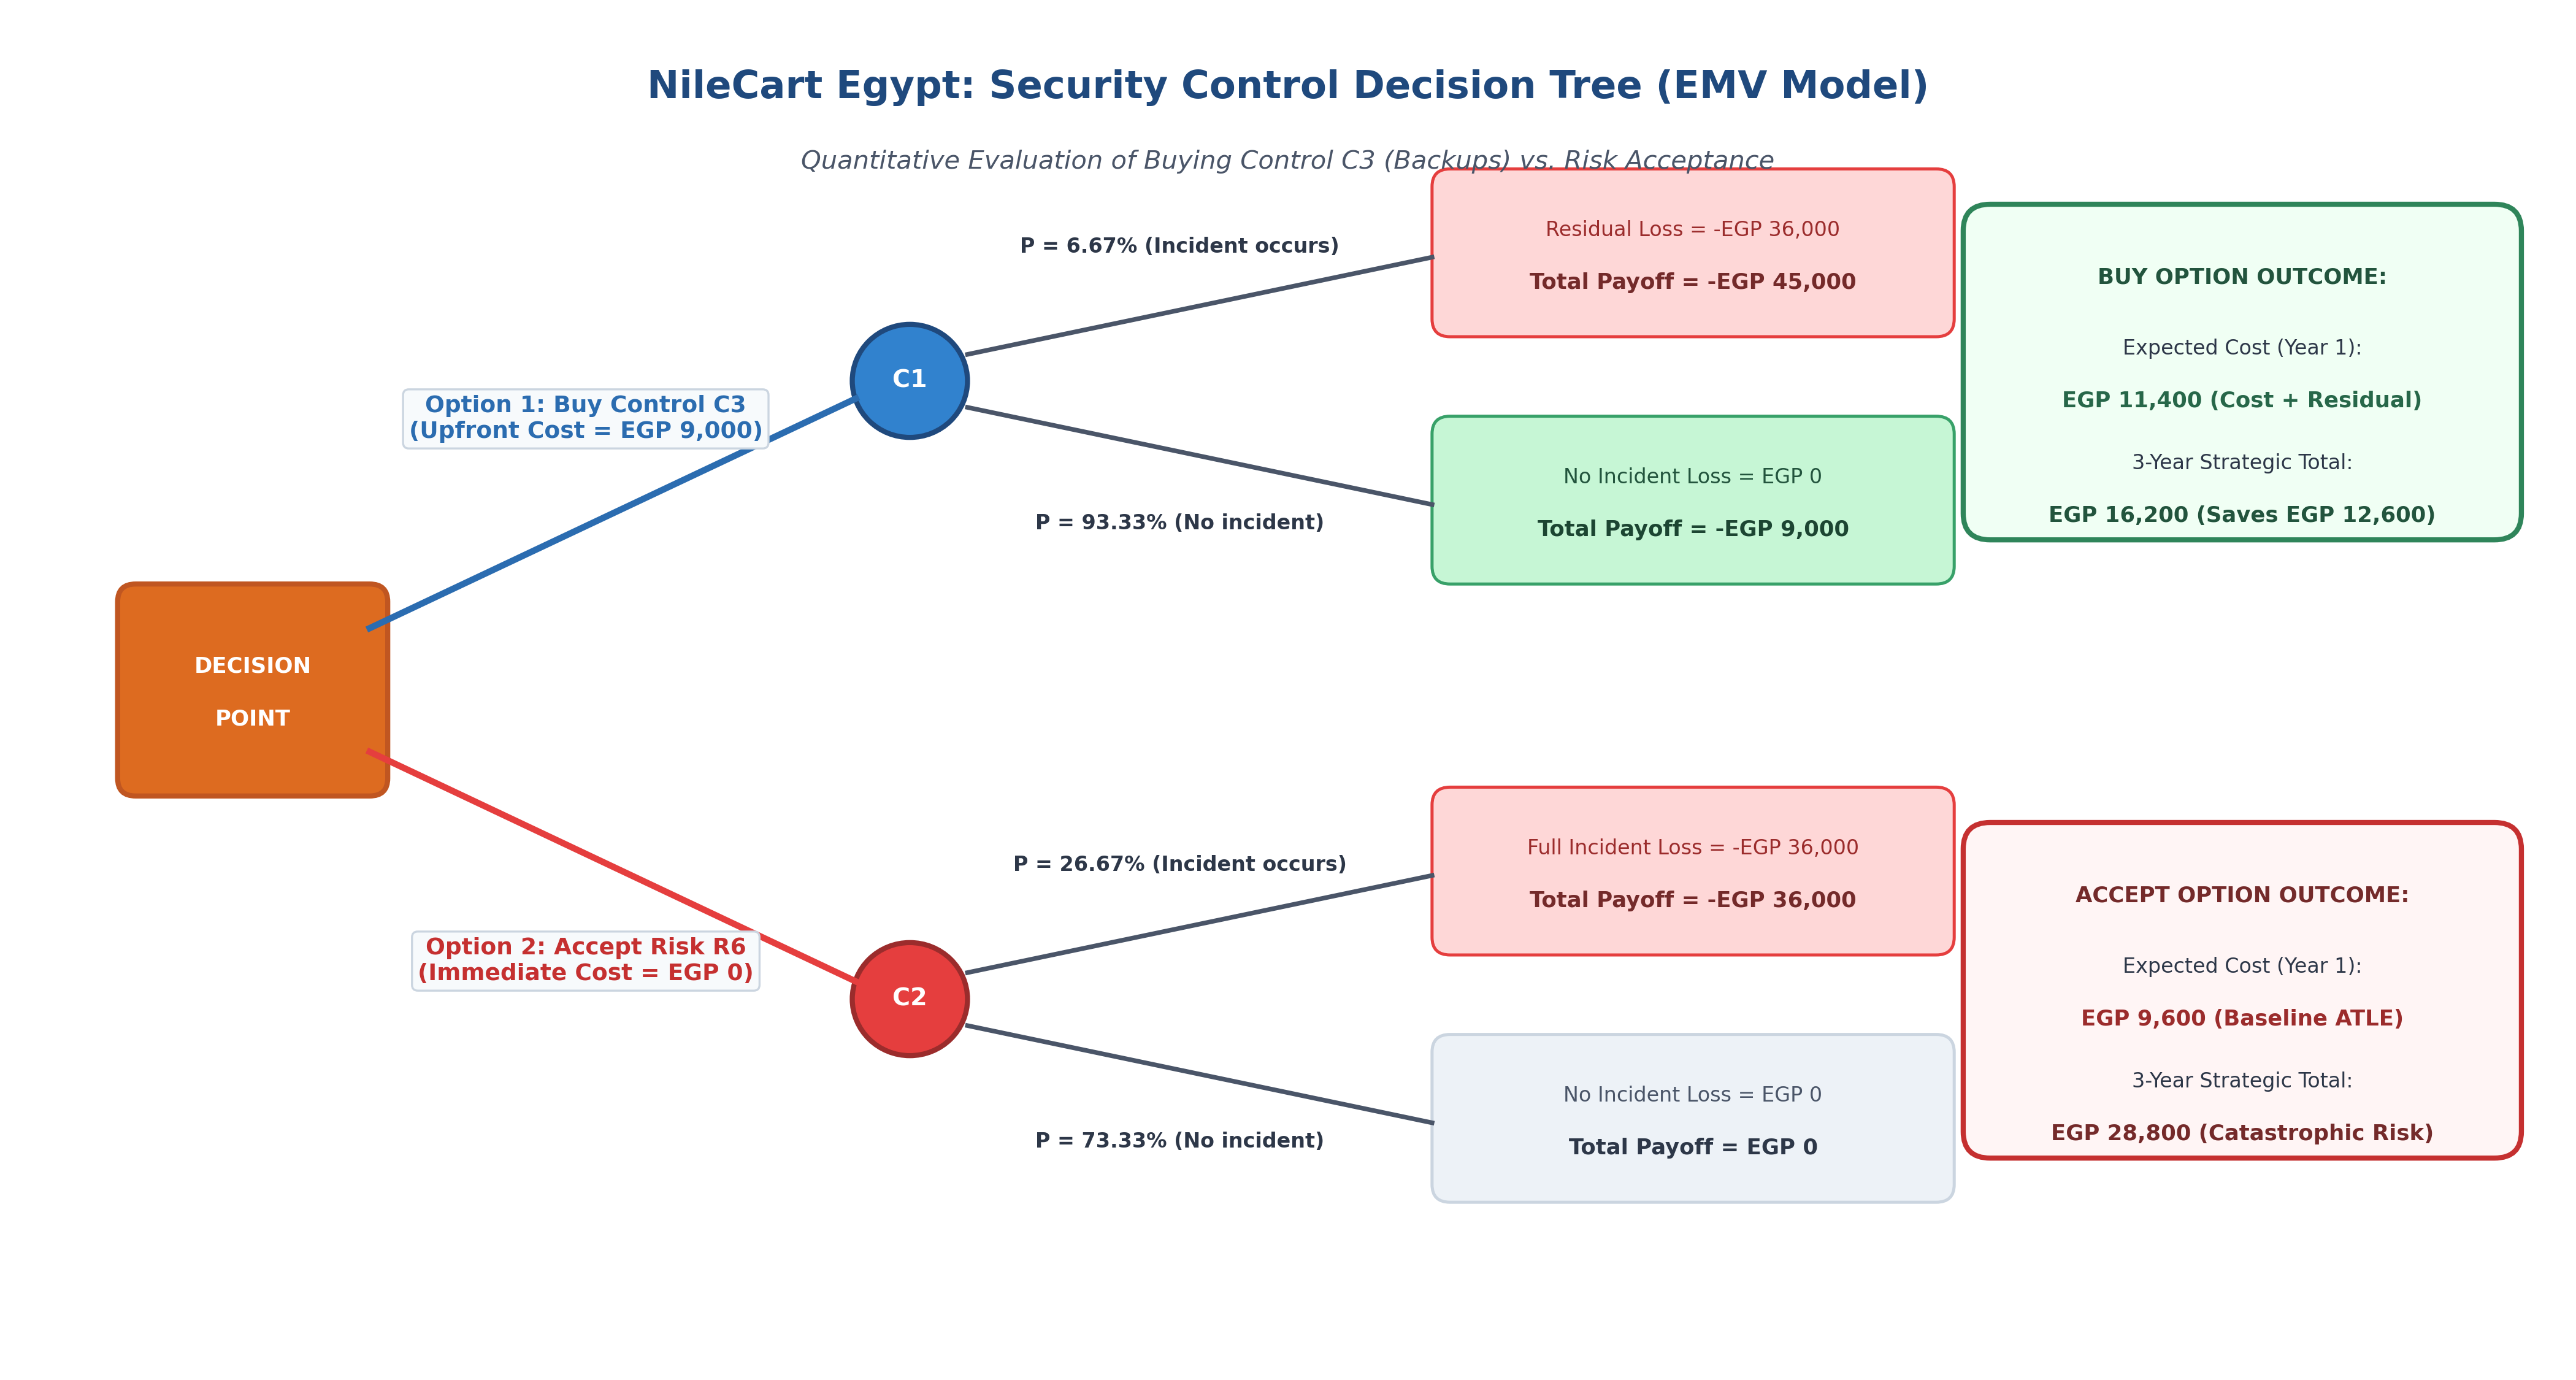 NileCart Egypt: Security Control Decision Tree (EMV Model)
Quantitative Evaluation of Buying Control C3 (Backups) vs. Risk Acceptance
DECISION
POINT
Option 1: Buy Control C3
(Upfront Cost = EGP 9,000)
C1
P = 6.67% (Incident occurs)
Residual Loss = -EGP 36,000
Total Payoff = -EGP 45,000
P = 93.33% (No incident)
No Incident Loss = EGP 0
Total Payoff = -EGP 9,000
BUY OPTION OUTCOME:
Expected Cost (Year 1):
EGP 11,400 (Cost + Residual)
3-Year Strategic Total:
EGP 16,200 (Saves EGP 12,600)
Option 2: Accept Risk R6
(Immediate Cost = EGP 0)
C2
P = 26.67% (Incident occurs)
Full Incident Loss = -EGP 36,000
Total Payoff = -EGP 36,000
P = 73.33% (No incident)
No Incident Loss = EGP 0
Total Payoff = EGP 0
ACCEPT OPTION OUTCOME:
Expected Cost (Year 1):
EGP 9,600 (Baseline ATLE)
3-Year Strategic Total:
EGP 28,800 (Catastrophic Risk)